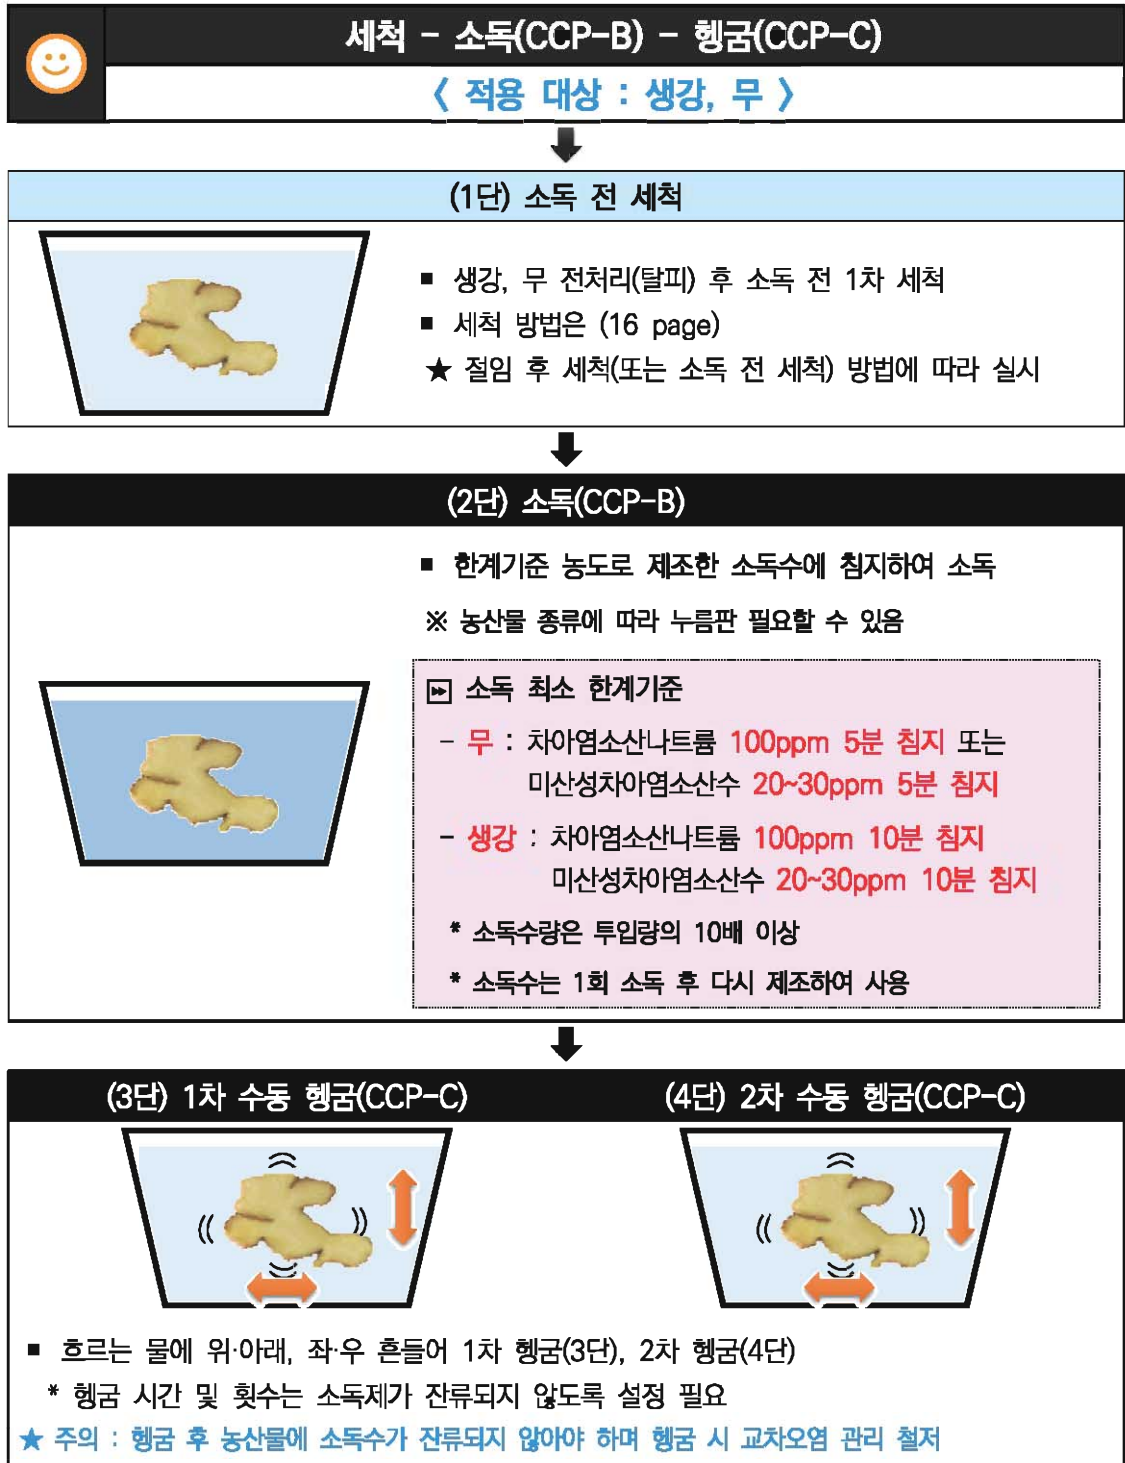 세척 - 소독(CCP-B) - 헹굼(CCP-C)
< 적용 대상 : 생강, 무 >
(1단) 소독 전 세척
■ 생강, 무 전처리(탈피) 후 소독 전 1차 세척
■ 세척 방법은 (16 page)
★ 절임 후 세척(또는 소독 전 세척) 방법에 따라 실시
(2단) 소독(CCP-B)
■ 한계기준 농도로 제조한 소독수에 침지하여 소독
※ 농산물 종류에 따라 누름판 필요할 수 있음
소독 최소 한계기준
- 무 : 차아염소산나트륨 100ppm 5분 침지 또는
미산성차아염소산수 20~30ppm 5분 침지
- 생강 : 차아염소산나트륨 100ppm 10분 침지
미산성차아염소산수 20~30ppm 10분 침지
* 소독수량은 투입량의 10배 이상
* 소독수는 1회 소독 후 다시 제조하여 사용
(3단) 1차 수동 헹굼(CCP-C)
(4단) 2차 수동 헹굼(CCP-C)
■ 흐르는 물에 위·아래, 좌·우 흔들어 1차 헹굼(3단), 2차 헹굼(4단)
* 헹굼 시간 및 횟수는 소독제가 잔류되지 않도록 설정 필요
★ 주의 : 헹굼 후 농산물에 소독수가 잔류되지 않아야 하며 헹굼 시 교차오염 관리 철저